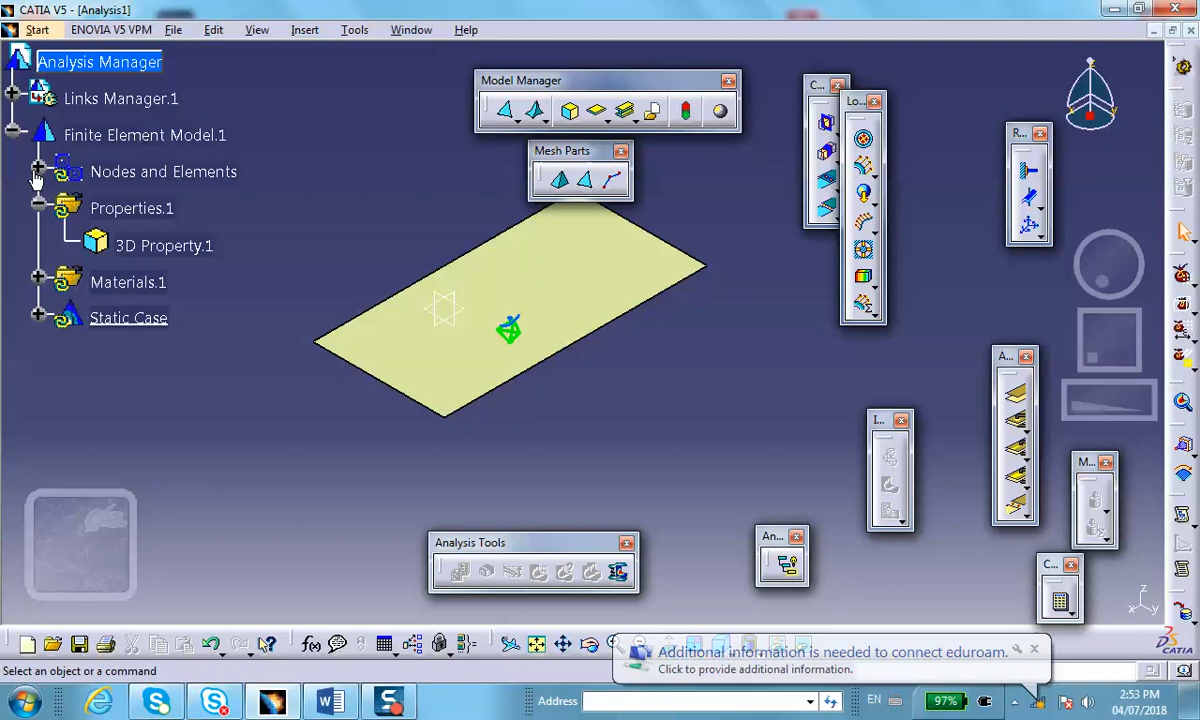 CATIA V5 - [Analysis1]
Start ENOVIA V5 VPM File Edit View Insert Tools Window Help
Analysis Manager
Links Manager.1
Finite Element Model.1
Nodes and Elements
Properties.1
3D Property.1
Materials.1
Static Case
Model Manager
Mesh Parts
C...
Lo...
R...
A...
I...
M...
Analysis Tools
An...
C...
z
x
y
f(x)
CATIA
Additional information is needed to connect eduroam.
Click to provide additional information.
Select an object or a command
Address
EN
97%
2:53 PM
04/07/2018